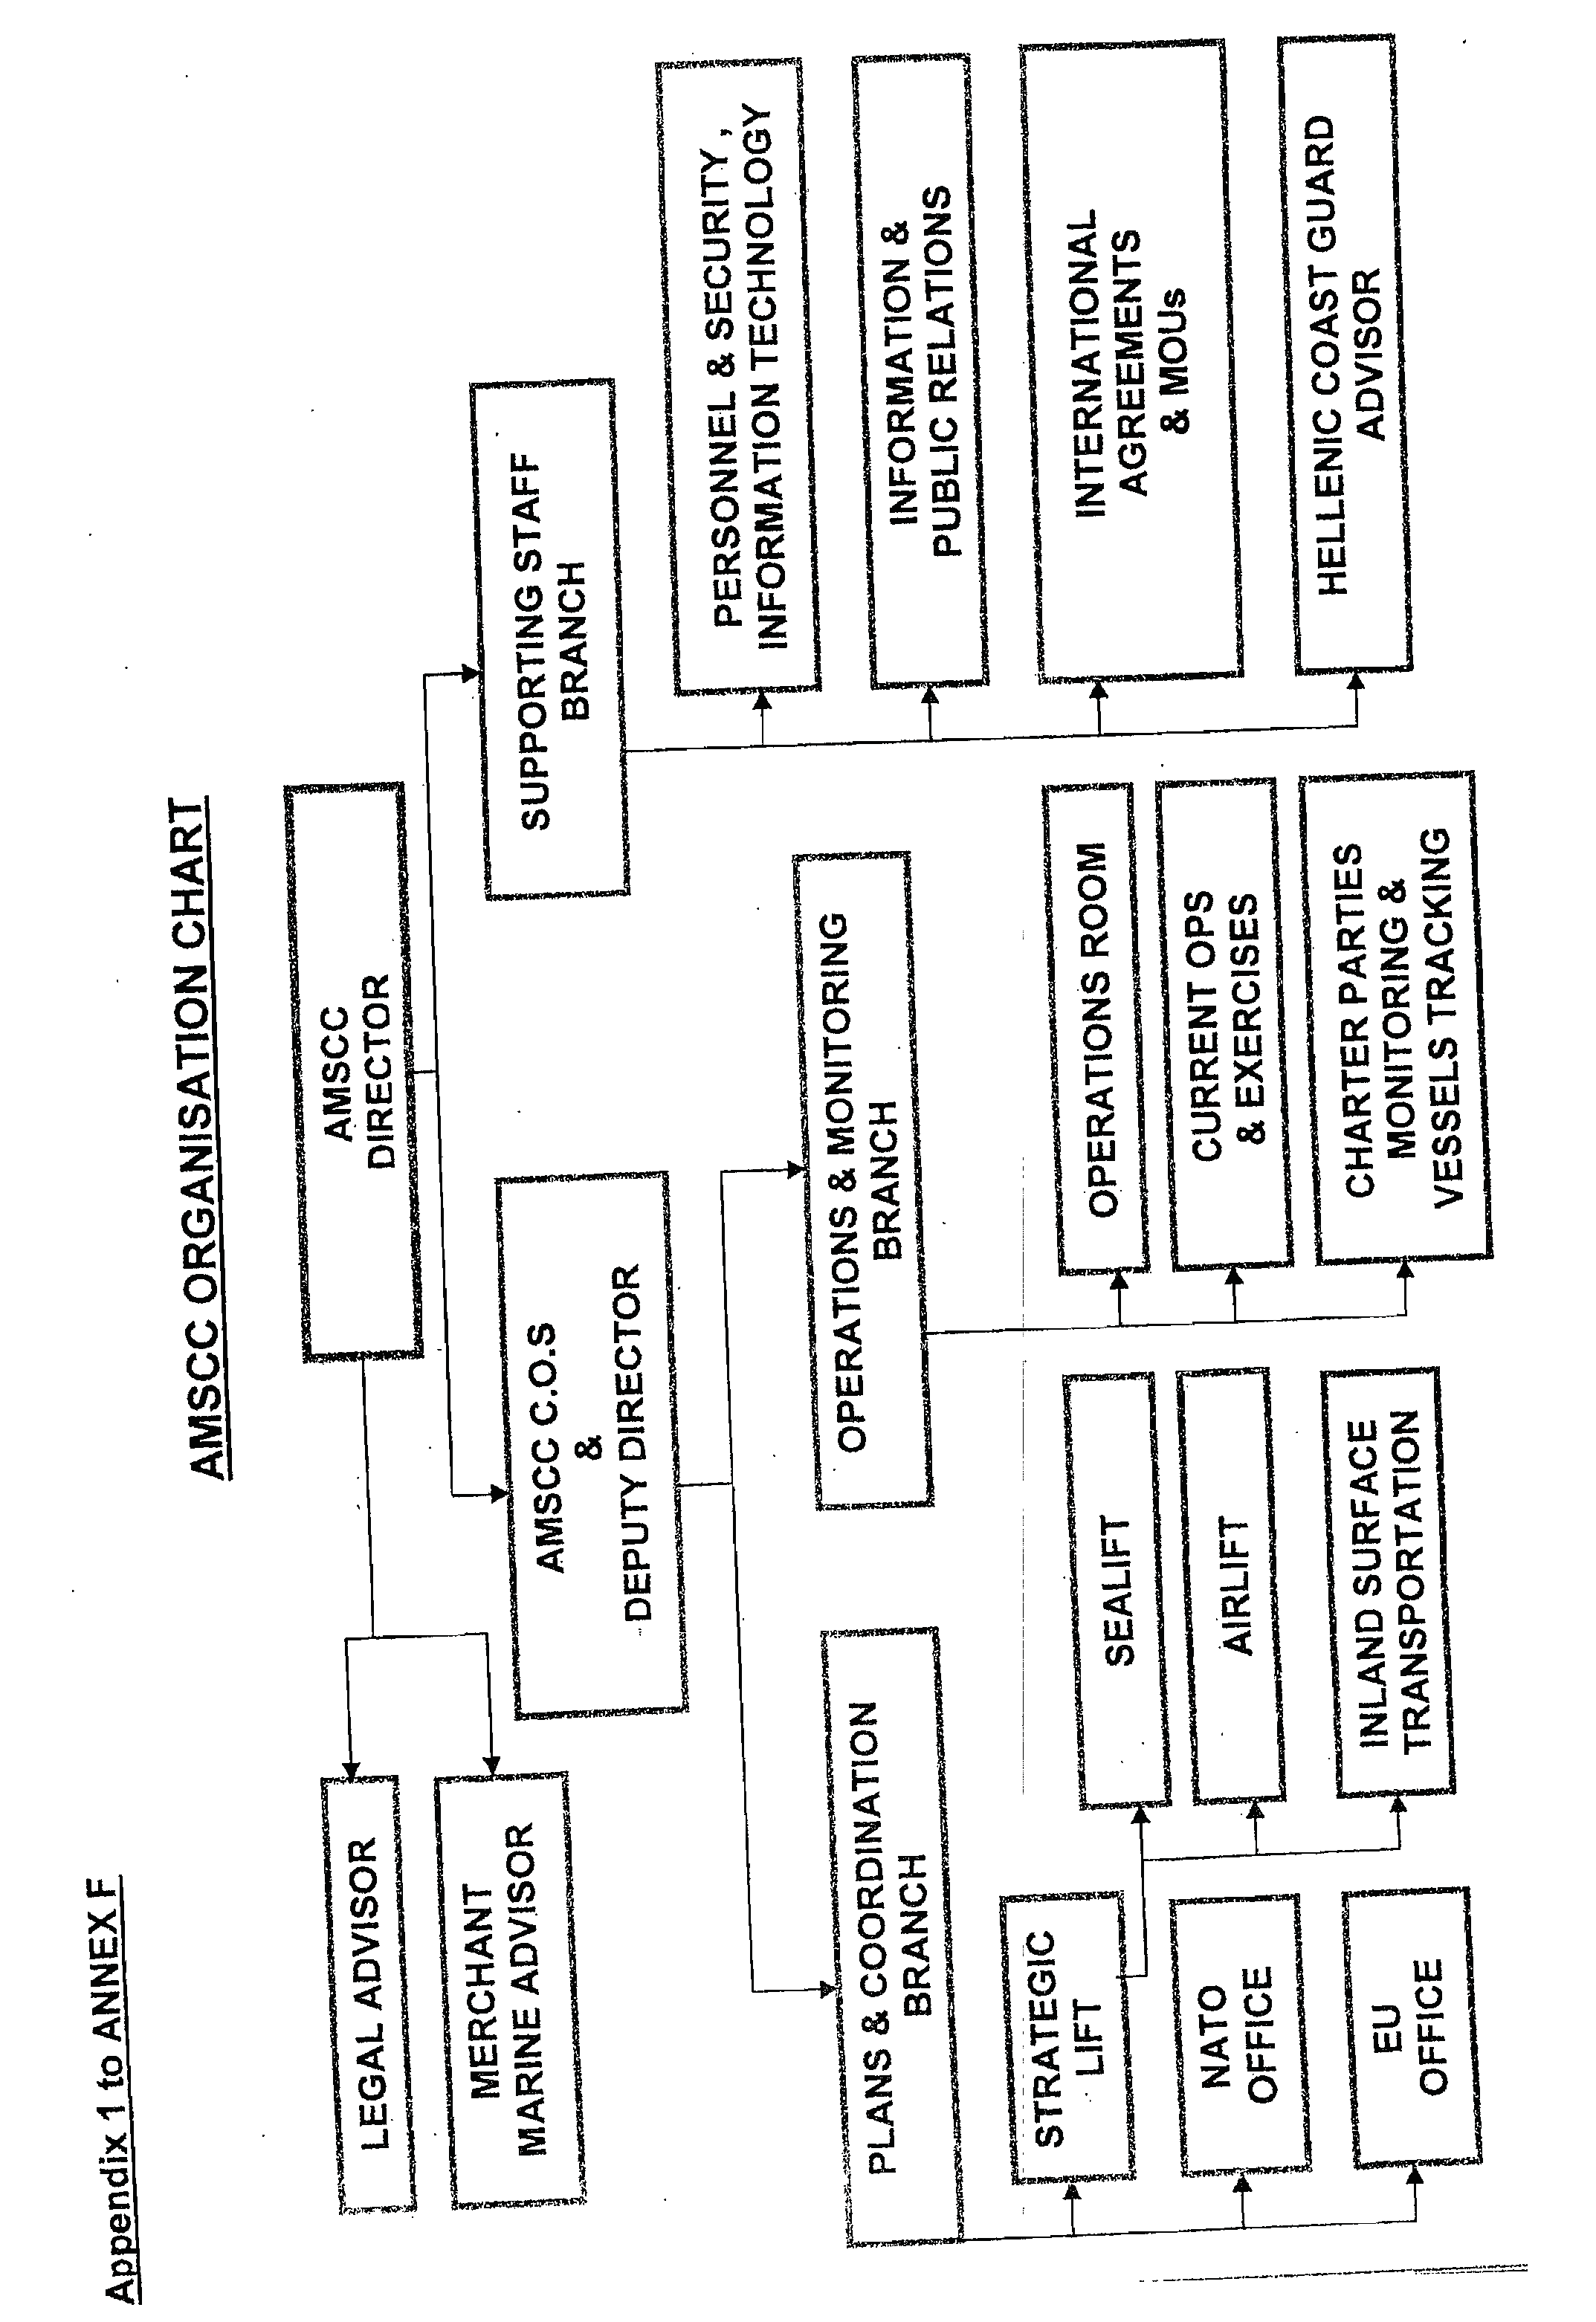 Appendix 1 to ANNEX F
AMSCC ORGANISATION CHART
AMSCC
DIRECTOR
LEGAL ADVISOR
MERCHANT
MARINE ADVISOR
AMSCC C.O.S
&
DEPUTY DIRECTOR
SUPPORTING STAFF
BRANCH
PLANS & COORDINATION
BRANCH
OPERATIONS & MONITORING
BRANCH
PERSONNEL & SECURITY ,
INFORMATION TECHNOLOGY
INFORMATION &
PUBLIC RELATIONS
INTERNATIONAL
AGREEMENTS
& MOUs
HELLENIC COAST GUARD
ADVISOR
STRATEGIC
LIFT
NATO
OFFICE
EU
OFFICE
SEALIFT
AIRLIFT
INLAND SURFACE
TRANSPORTATION
OPERATIONS ROOM
CURRENT OPS
& EXERCISES
CHARTER PARTIES
MONITORING &
VESSELS TRACKING